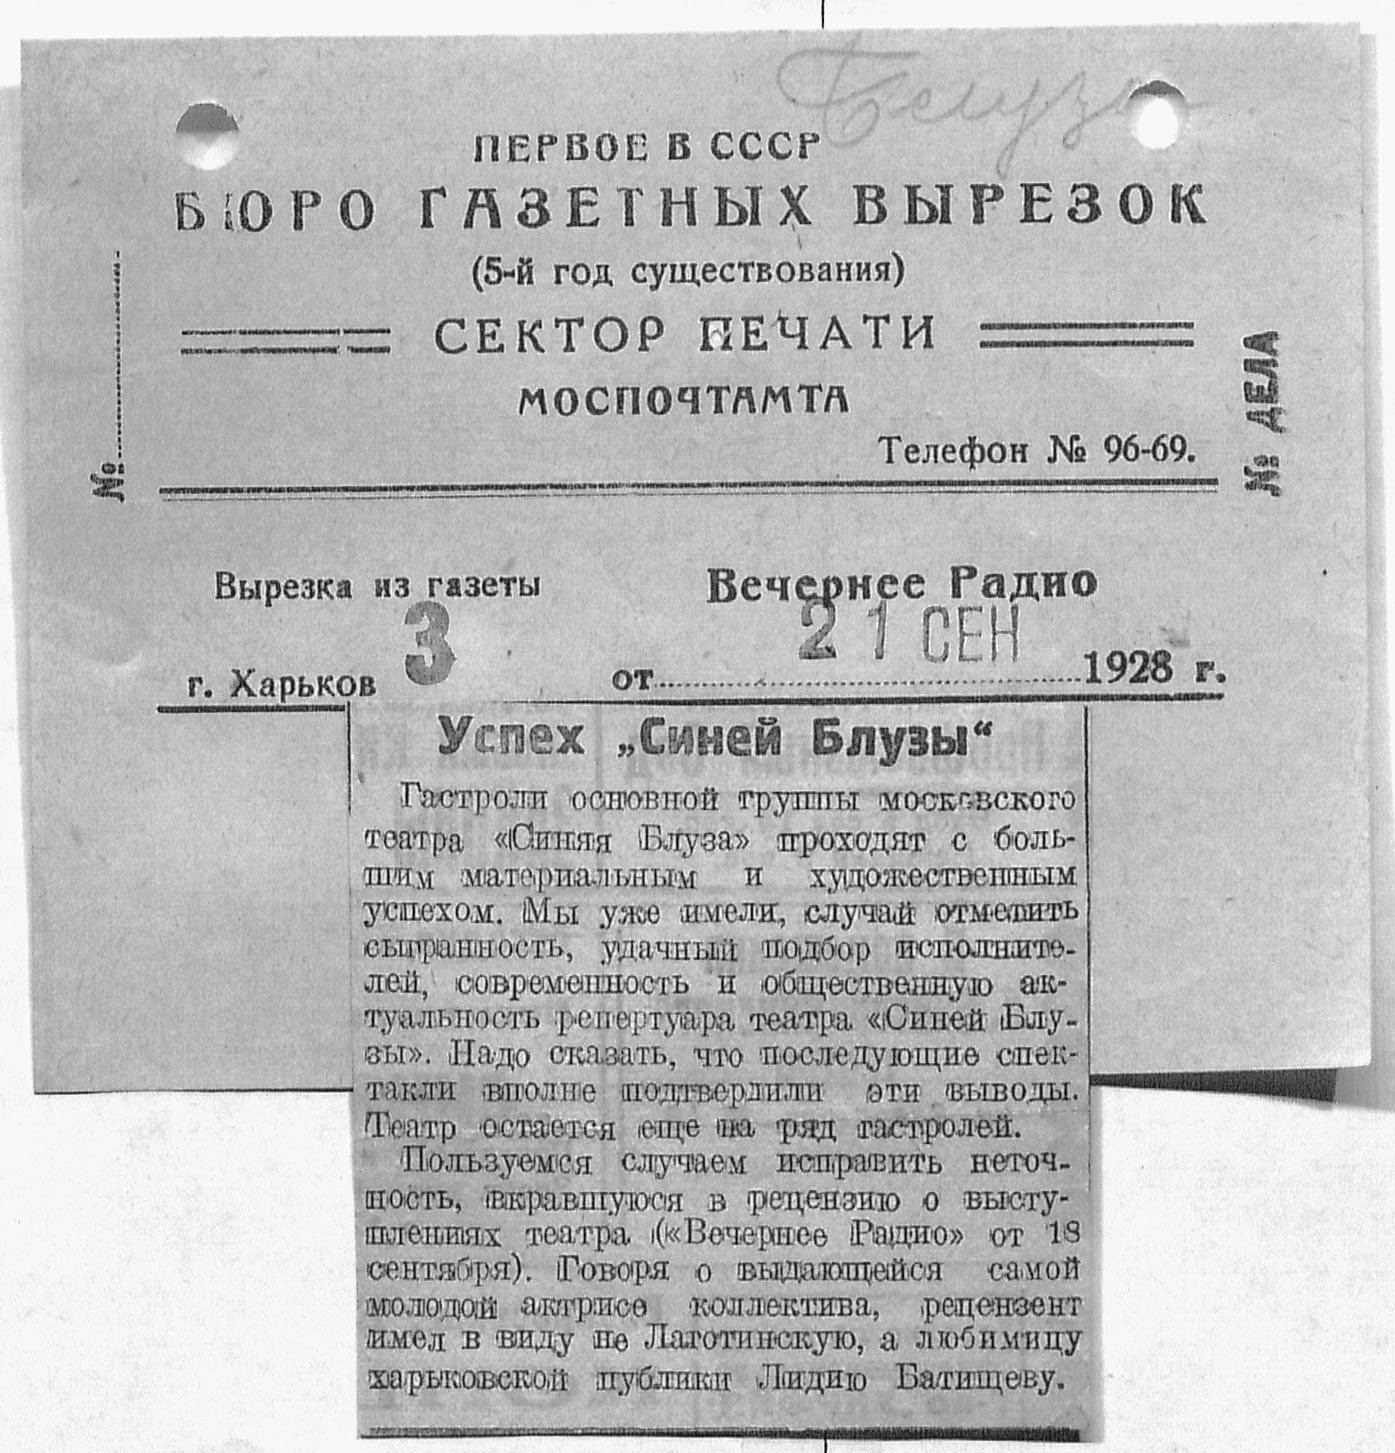 Блуза
ПЕРВОЕ В СССР
БЮРО ГАЗЕТНЫХ ВЫРЕЗОК
(5-й год существования)
СЕКТОР ПЕЧАТИ
МОСПОЧТАМТА
Телефон № 96-69.
№
№ ДЕЛА
Вырезка из газеты
Вечернее Радио
3
21 СЕН
г. Харьков
от 1928 г.
Успех „Синей Блузы“
Гастроли основной группы московского
театра «Синяя Блуза» проходят с боль-
шим материальным и художественным
успехом. Мы уже имели, случай отметить
сыгранность, удачный подбор исполните-
лей, современность и общественную ак-
туальность репертуара театра «Синей Блу-
зы». Надо сказать, что последующие спек-
такли вполне подтвердили эти выводы.
Театр остается еще на ряд гастролей.
Пользуемся случаем исправить неточ-
ность, вкравшуюся в рецензию о высту-
плениях театра («Вечернее Радио» от 18
сентября). Говоря о выдающейся самой
молодой актрисе коллектива, рецензент
имел в виду не Лаготинскую, а любимицу
харьковской публики Лидию Батищеву.